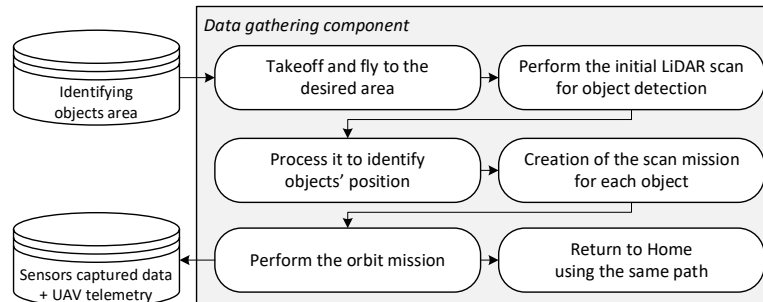 Data gathering component
Identifying
objects area
Takeoff and fly to the
desired area
Perform the initial LiDAR scan
for object detection
Process it to identify
objects' position
Creation of the scan mission
for each object
Sensors captured data
+ UAV telemetry
Perform the orbit mission
Return to Home
using the same path